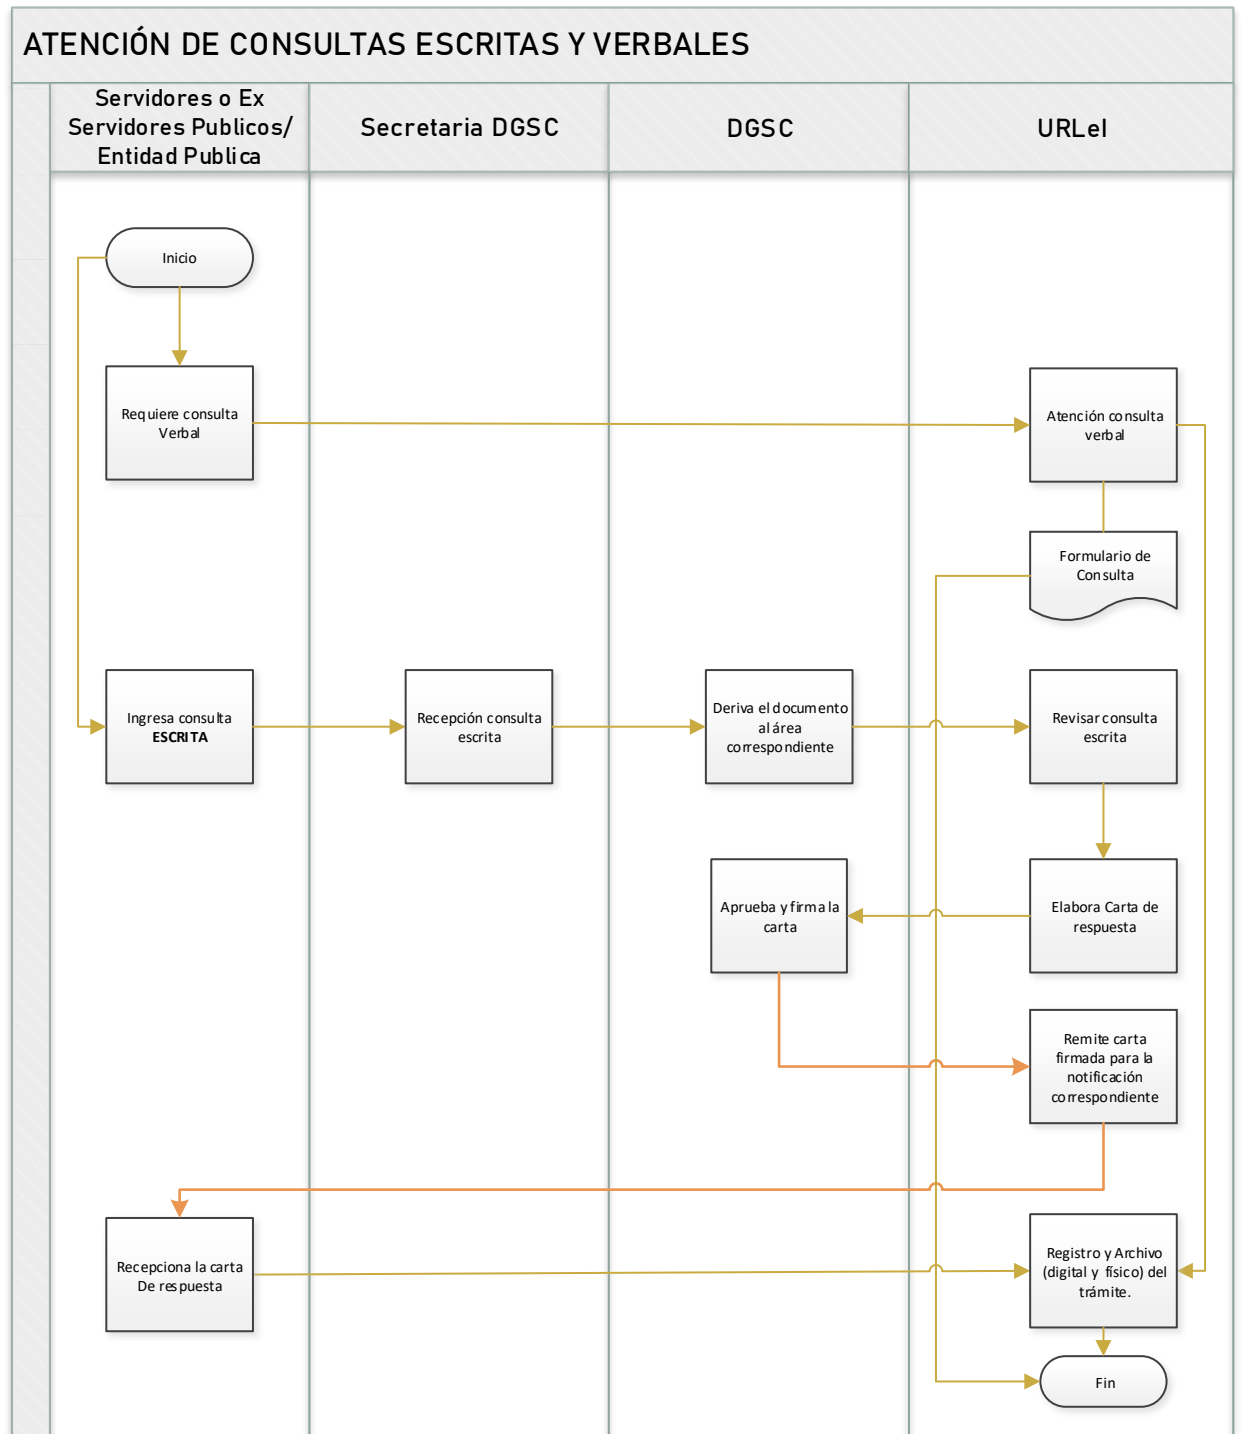 ATENCIÓN DE CONSULTAS ESCRITAS Y VERBALES
Servidores o Ex
Servidores Publicos/
Entidad Publica
Secretaria DGSC
DGSC
URLeI
Inicio
Requiere consulta
Verbal
Atención consulta
verbal
Formulario de
Consulta
Ingresa consulta
ESCRITA
Recepción consulta
escrita
Deriva el documento
al área
correspondiente
Revisar consulta
escrita
Aprueba y firma la
carta
Elabora Carta de
respuesta
Remite carta
firmada para la
notificación
correspondiente
Recepciona la carta
De respuesta
Registro y Archivo
(digital y físico) del
trámite.
Fin